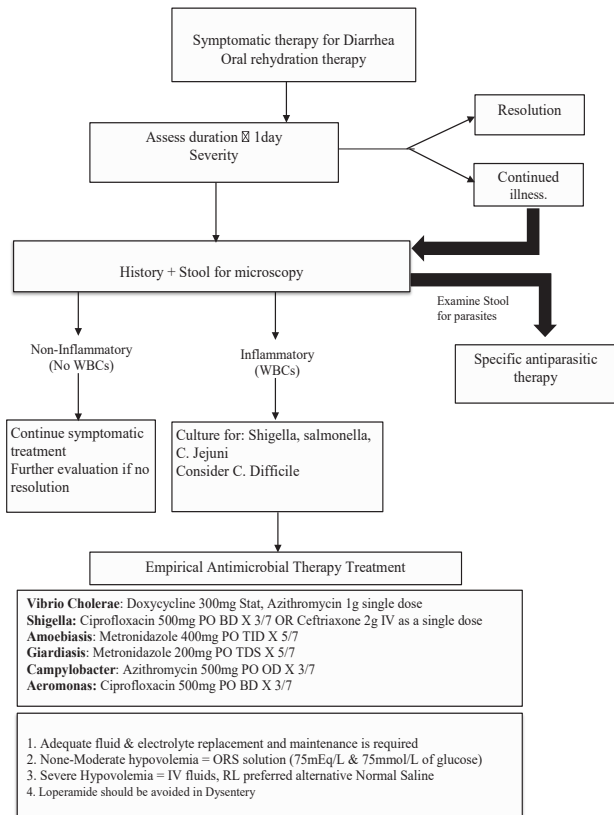 Symptomatic therapy for Diarrhea
Oral rehydration therapy
Assess duration 1day
Severity
Resolution
Continued
illness.
History + Stool for microscopy
Examine Stool
for parasites
Specific antiparasitic
therapy
Non-Inflammatory
(No WBCs)
Inflammatory
(WBCs)
Continue symptomatic
treatment
Further evaluation if no
resolution
Culture for: Shigella, salmonella,
C. Jejuni
Consider C. Difficile
Empirical Antimicrobial Therapy Treatment
Vibrio Cholerae: Doxycycline 300mg Stat, Azithromycin 1g single dose
Shigella: Ciprofloxacin 500mg PO BD X 3/7 OR Ceftriaxone 2g IV as a single dose
Amoebiasis: Metronidazole 400mg PO TID X 5/7
Giardiasis: Metronidazole 200mg PO TDS X 5/7
Campylobacter: Azithromycin 500mg PO OD X 3/7
Aeromonas: Ciprofloxacin 500mg PO BD X 3/7
1. Adequate fluid & electrolyte replacement and maintenance is required
2. None-Moderate hypovolemia = ORS solution (75mEq/L & 75mmol/L of glucose)
3. Severe Hypovolemia = IV fluids, RL preferred alternative Normal Saline
4. Loperamide should be avoided in Dysentery